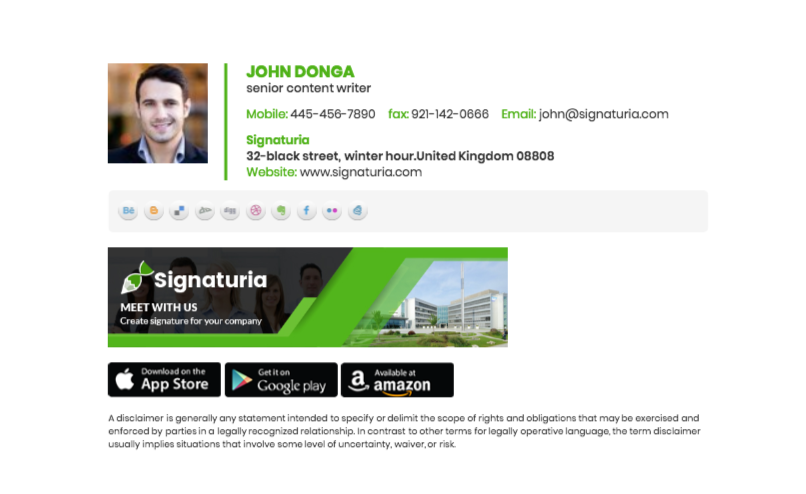 JOHN DONGA
senior content writer
Mobile: 445-456-7890 fax: 921-142-0666 Email: john@signaturia.com
Signaturia
32-black street, winter hour.United Kingdom 08808
Website: www.signaturia.com
Bē
digg
f
Signaturia
MEET WITH US
Create signature for your company
Download on the
App Store
Get it on
Google play
Available at
amazon
A disclaimer is generally any statement intended to specify or delimit the scope of rights and obligations that may be exercised and
enforced by parties in a legally recognized relationship. In contrast to other terms for legally operative language, the term disclaimer
usually implies situations that involve some level of uncertainty, waiver, or risk.